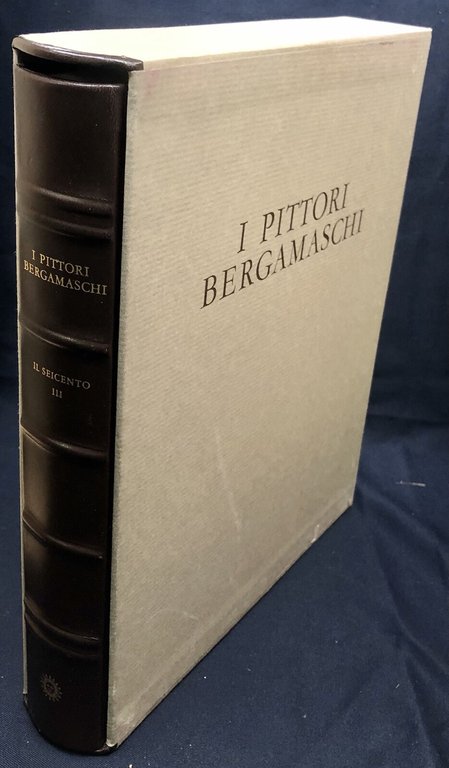 I PITTORI
BERGAMASCHI
IL SEICENTO
III
I PITTORI
BERGAMASCHI